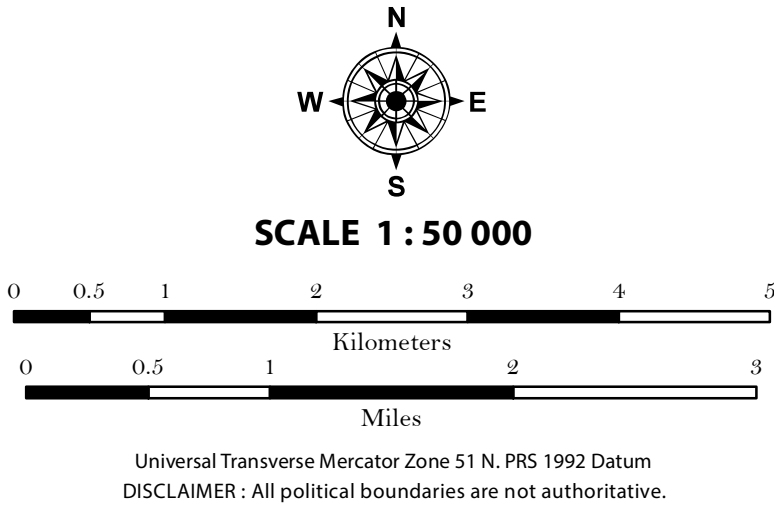 N
W E
S
SCALE 1 : 50 000
0 0.5 1 2 3 4 5
Kilometers
0 0.5 1 2 3
Miles
Universal Transverse Mercator Zone 51 N. PRS 1992 Datum
DISCLAIMER : All political boundaries are not authoritative.